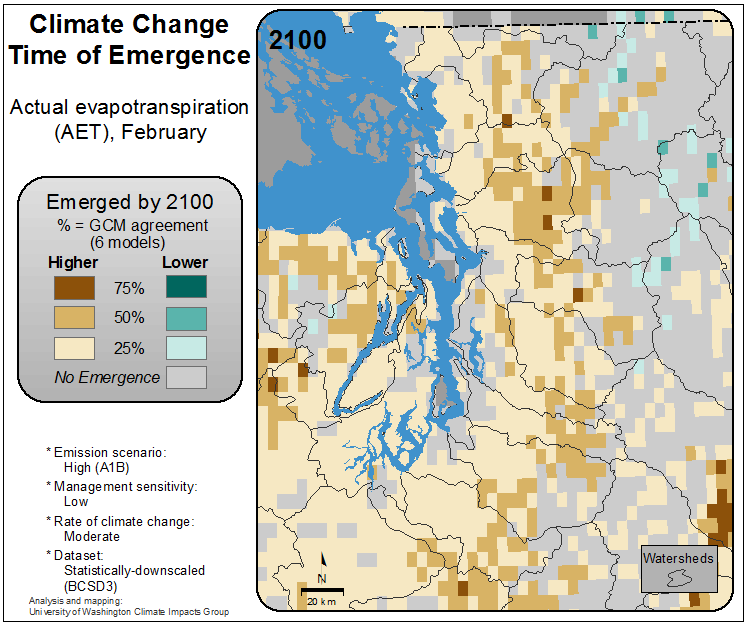 Climate Change
Time of Emergence
Actual evapotranspiration
(AET), February
Emerged by 2100
% = GCM agreement
(6 models)
Higher Lower
75%
50%
25%
No Emergence
* Emission scenario:
High (A1B)
* Management sensitivity:
Low
* Rate of climate change:
Moderate
* Dataset:
Statistically-downscaled
(BCSD3)
Analysis and mapping:
University of Washington Climate Impacts Group
2100
N
20 km
Watersheds